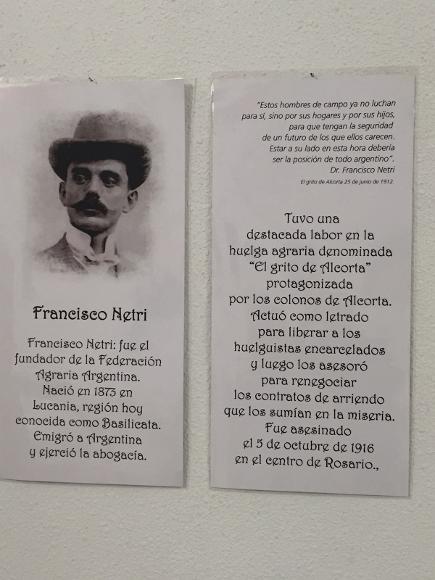 Francisco Netri
Francisco Netri: fue el
fundador de la Federación
Agraria Argentina.
Nació en 1873 en
Lucania, región hoy
conocida como Basilicata.
Emigró a Argentina
y ejerció la abogacía.
"Estos hombres de campo ya no luchan
para sí, sino por sus hogares y por sus hijos,
para que tengan la seguridad
de un futuro de los que ellos carecen.
Estar a su lado en esta hora debería
ser la posición de todo argentino".
Dr. Francisco Netri
El grito de Alcorta 25 de junio de 1912.
Tuvo una
destacada labor en la
huelga agraria denominada
"El grito de Alcorta"
protagonizada
por los colonos de Alcorta.
Actuó como letrado
para liberar a los
huelguistas encarcelados
y luego los asesoró
para renegociar
los contratos de arriendo
que los sumían en la miseria.
Fue asesinado
el 5 de octubre de 1916
en el centro de Rosario.,